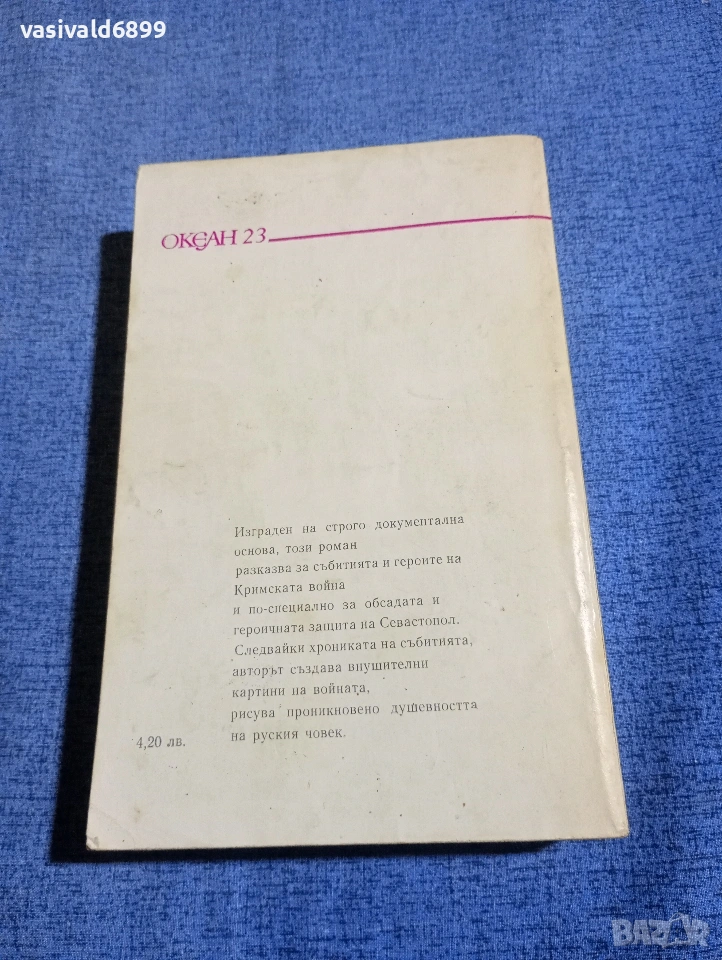 vasivald6899
ОКЕАН 23
Изграден на строго документална
основа, този роман
разказва за събитията и героите на
Кримската война
и по-специално за обсадата и
героичната защита на Севастопол.
Следвайки хрониката на събитията,
авторът създава внушителни
картини на войната,
рисува проникновено душевността
на руския човек.
4,20 лв.
BAZAR